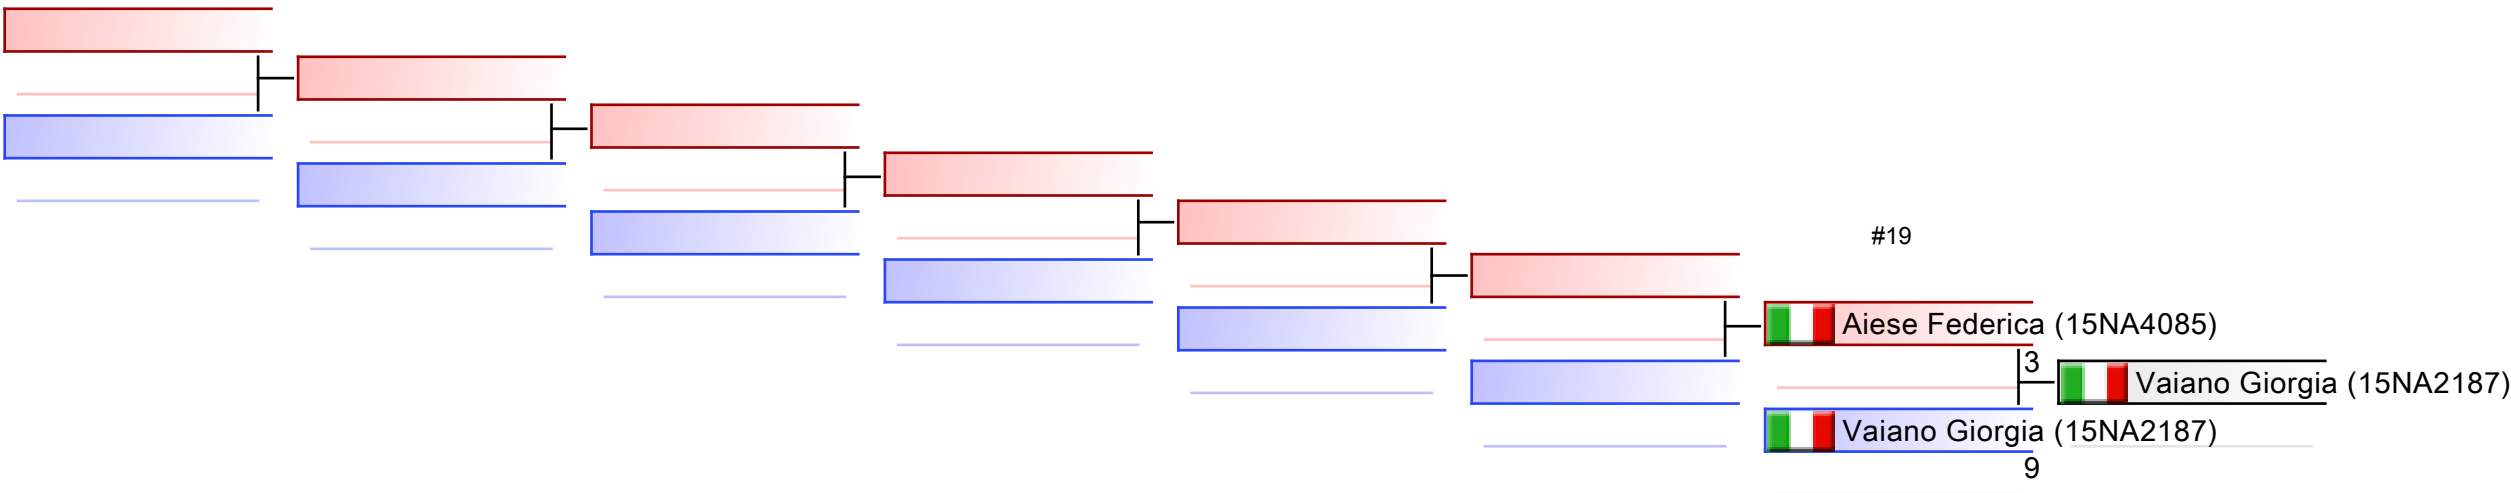 #19
Aiese Federica (15NA4085)
3
Vaiano Giorgia (15NA2187)
Vaiano Giorgia (15NA2187)
9